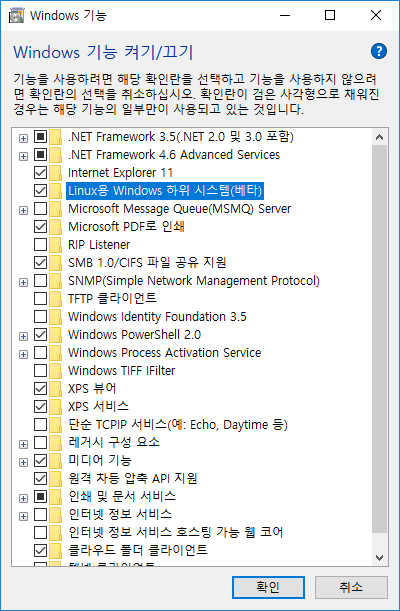 Windows 기능
Windows 기능 켜기/끄기
기능을 사용하려면 해당 확인란을 선택하고 기능을 사용하지 않으려
면 확인란의 선택을 취소하십시오. 확인란이 검은 사각형으로 채워진
경우는 해당 기능의 일부만이 사용되고 있는 것입니다.
.NET Framework 3.5(.NET 2.0 및 3.0 포함)
.NET Framework 4.6 Advanced Services
Internet Explorer 11
Linux용 Windows 하위 시스템(베타)
Microsoft Message Queue(MSMQ) Server
Microsoft PDF로 인쇄
RIP Listener
SMB 1.0/CIFS 파일 공유 지원
SNMP(Simple Network Management Protocol)
TFTP 클라이언트
Windows Identity Foundation 3.5
Windows PowerShell 2.0
Windows Process Activation Service
Windows TIFF IFilter
XPS 뷰어
XPS 서비스
단순 TCPIP 서비스(예: Echo, Daytime 등)
레거시 구성 요소
미디어 기능
원격 차등 압축 API 지원
인쇄 및 문서 서비스
인터넷 정보 서비스
인터넷 정보 서비스 호스팅 가능 웹 코어
클라우드 폴더 클라이언트
확인 취소